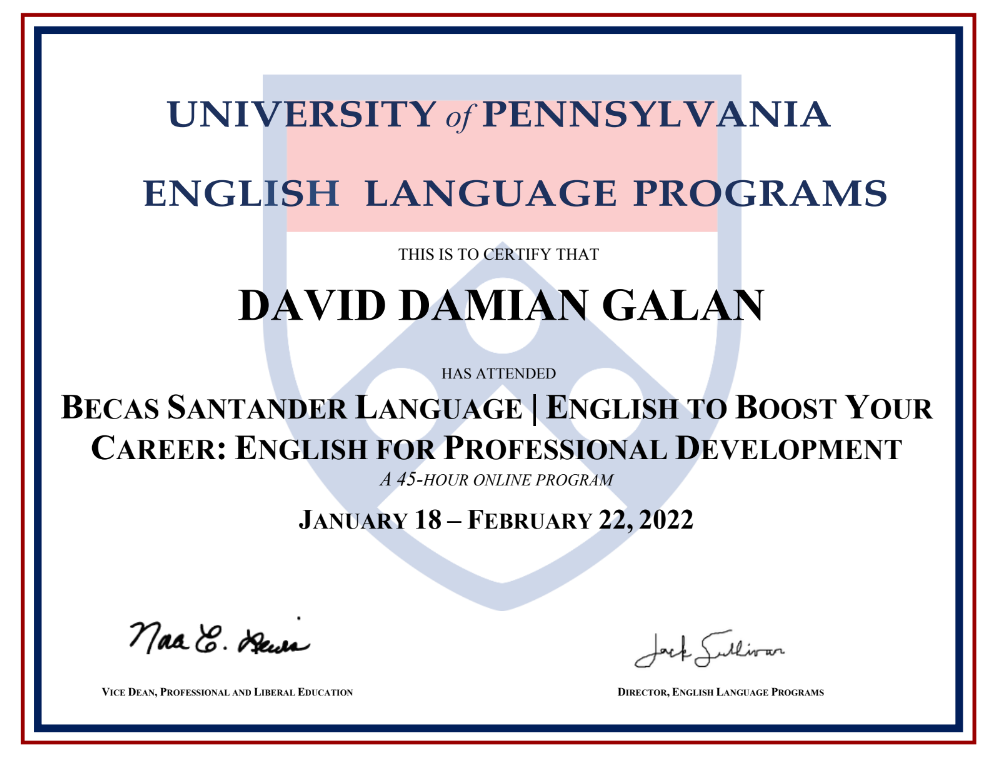 UNIVERSITY of PENNSYLVANIA
ENGLISH LANGUAGE PROGRAMS
THIS IS TO CERTIFY THAT
DAVID DAMIAN GALAN
HAS ATTENDED
BECAS SANTANDER LANGUAGE | ENGLISH TO BOOST YOUR
CAREER: ENGLISH FOR PROFESSIONAL DEVELOPMENT
A 45-HOUR ONLINE PROGRAM
JANUARY 18 – FEBRUARY 22, 2022
E. Lewis
Jack Sullivan
VICE DEAN, PROFESSIONAL AND LIBERAL EDUCATION
DIRECTOR, ENGLISH LANGUAGE PROGRAMS